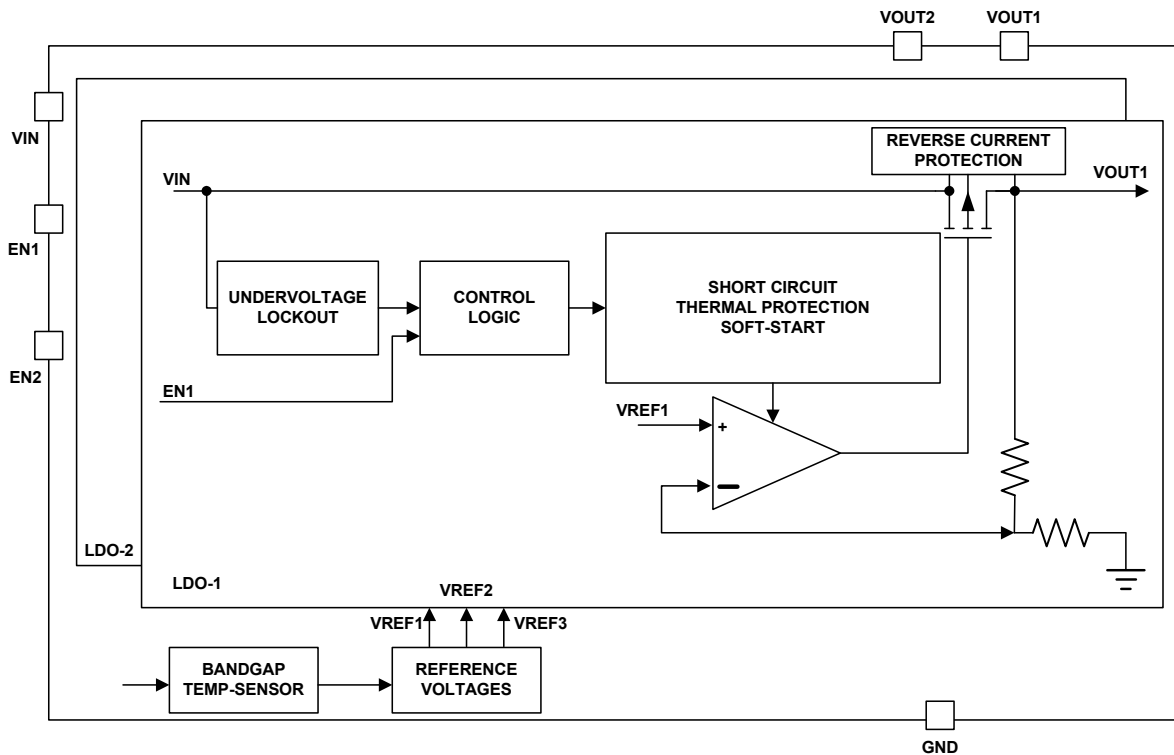 VOUT2
VOUT1
VIN
EN1
EN2
REVERSE CURRENT
PROTECTION
VIN
VOUT1
UNDERVOLTAGE
LOCKOUT
CONTROL
LOGIC
SHORT CIRCUIT
THERMAL PROTECTION
SOFT-START
EN1
VREF1
+
−
LDO-2
LDO-1
VREF2
VREF1
VREF3
BANDGAP
TEMP-SENSOR
REFERENCE
VOLTAGES
GND